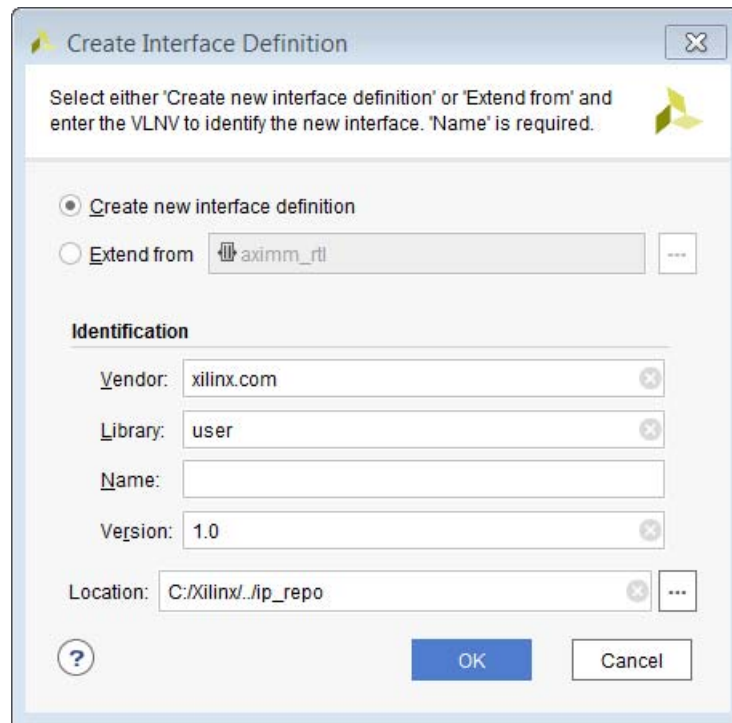 Create Interface Definition
Select either 'Create new interface definition' or 'Extend from' and
enter the VLNV to identify the new interface. 'Name' is required.
Create new interface definition
Extend from aximm_rtl ...
Identification
Vendor: xilinx.com
Library: user
Name:
Version: 1.0
Location: C:/Xilinx/../ip_repo ...
? OK Cancel